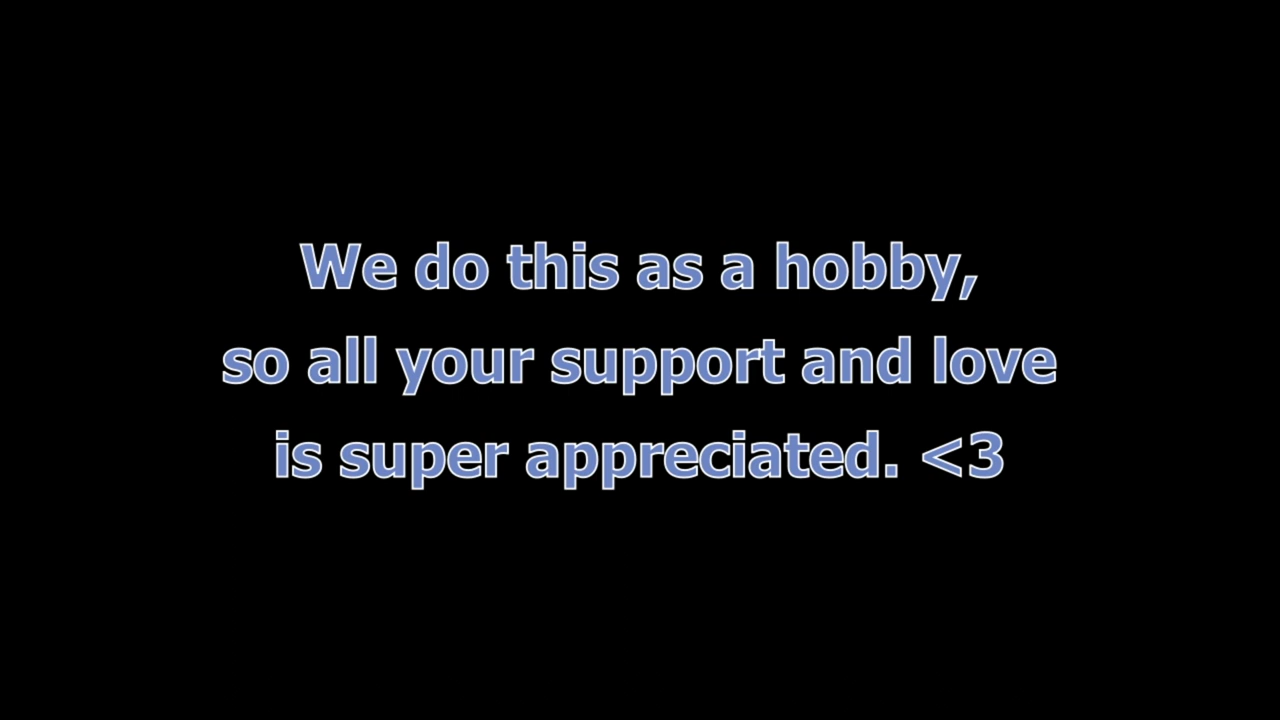 We do this as a hobby,
so all your support and love
is super appreciated. <3